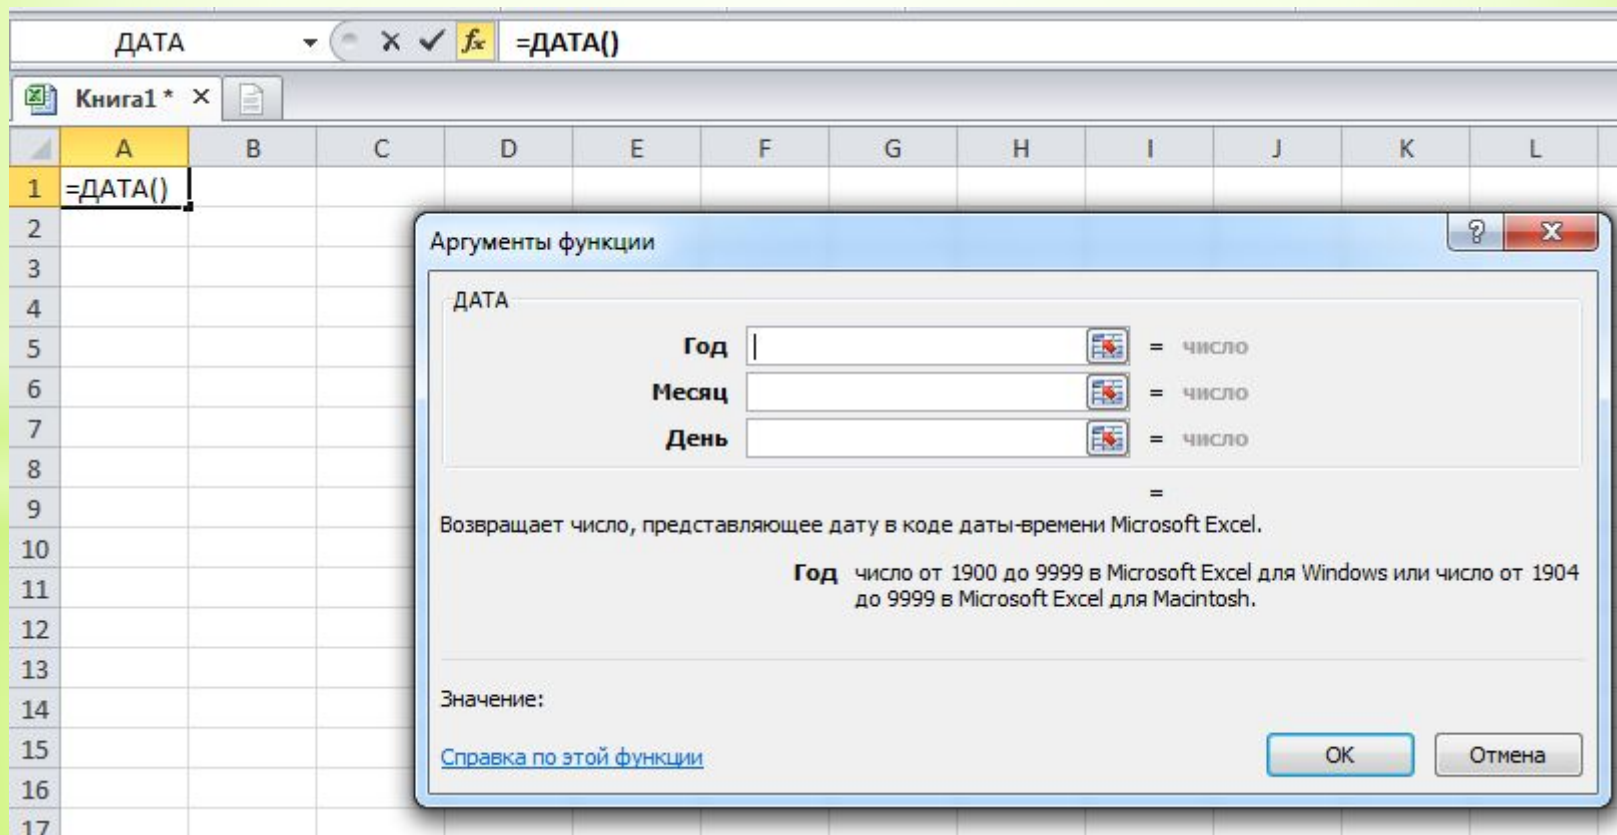 ДАТА fx =ДАТА()
Книга1 *
A B C D E F G H I J K L
1 =ДАТА()
2
3
4
5
6
7
8
9
10
11
12
13
14
15
16
17
Аргументы функции ? X
ДАТА
Год = число
Месяц = число
День = число
=
Возвращает число, представляющее дату в коде даты-времени Microsoft Excel.
Год число от 1900 до 9999 в Microsoft Excel для Windows или число от 1904
до 9999 в Microsoft Excel для Macintosh.
Значение:
Справка по этой функции OK Отмена